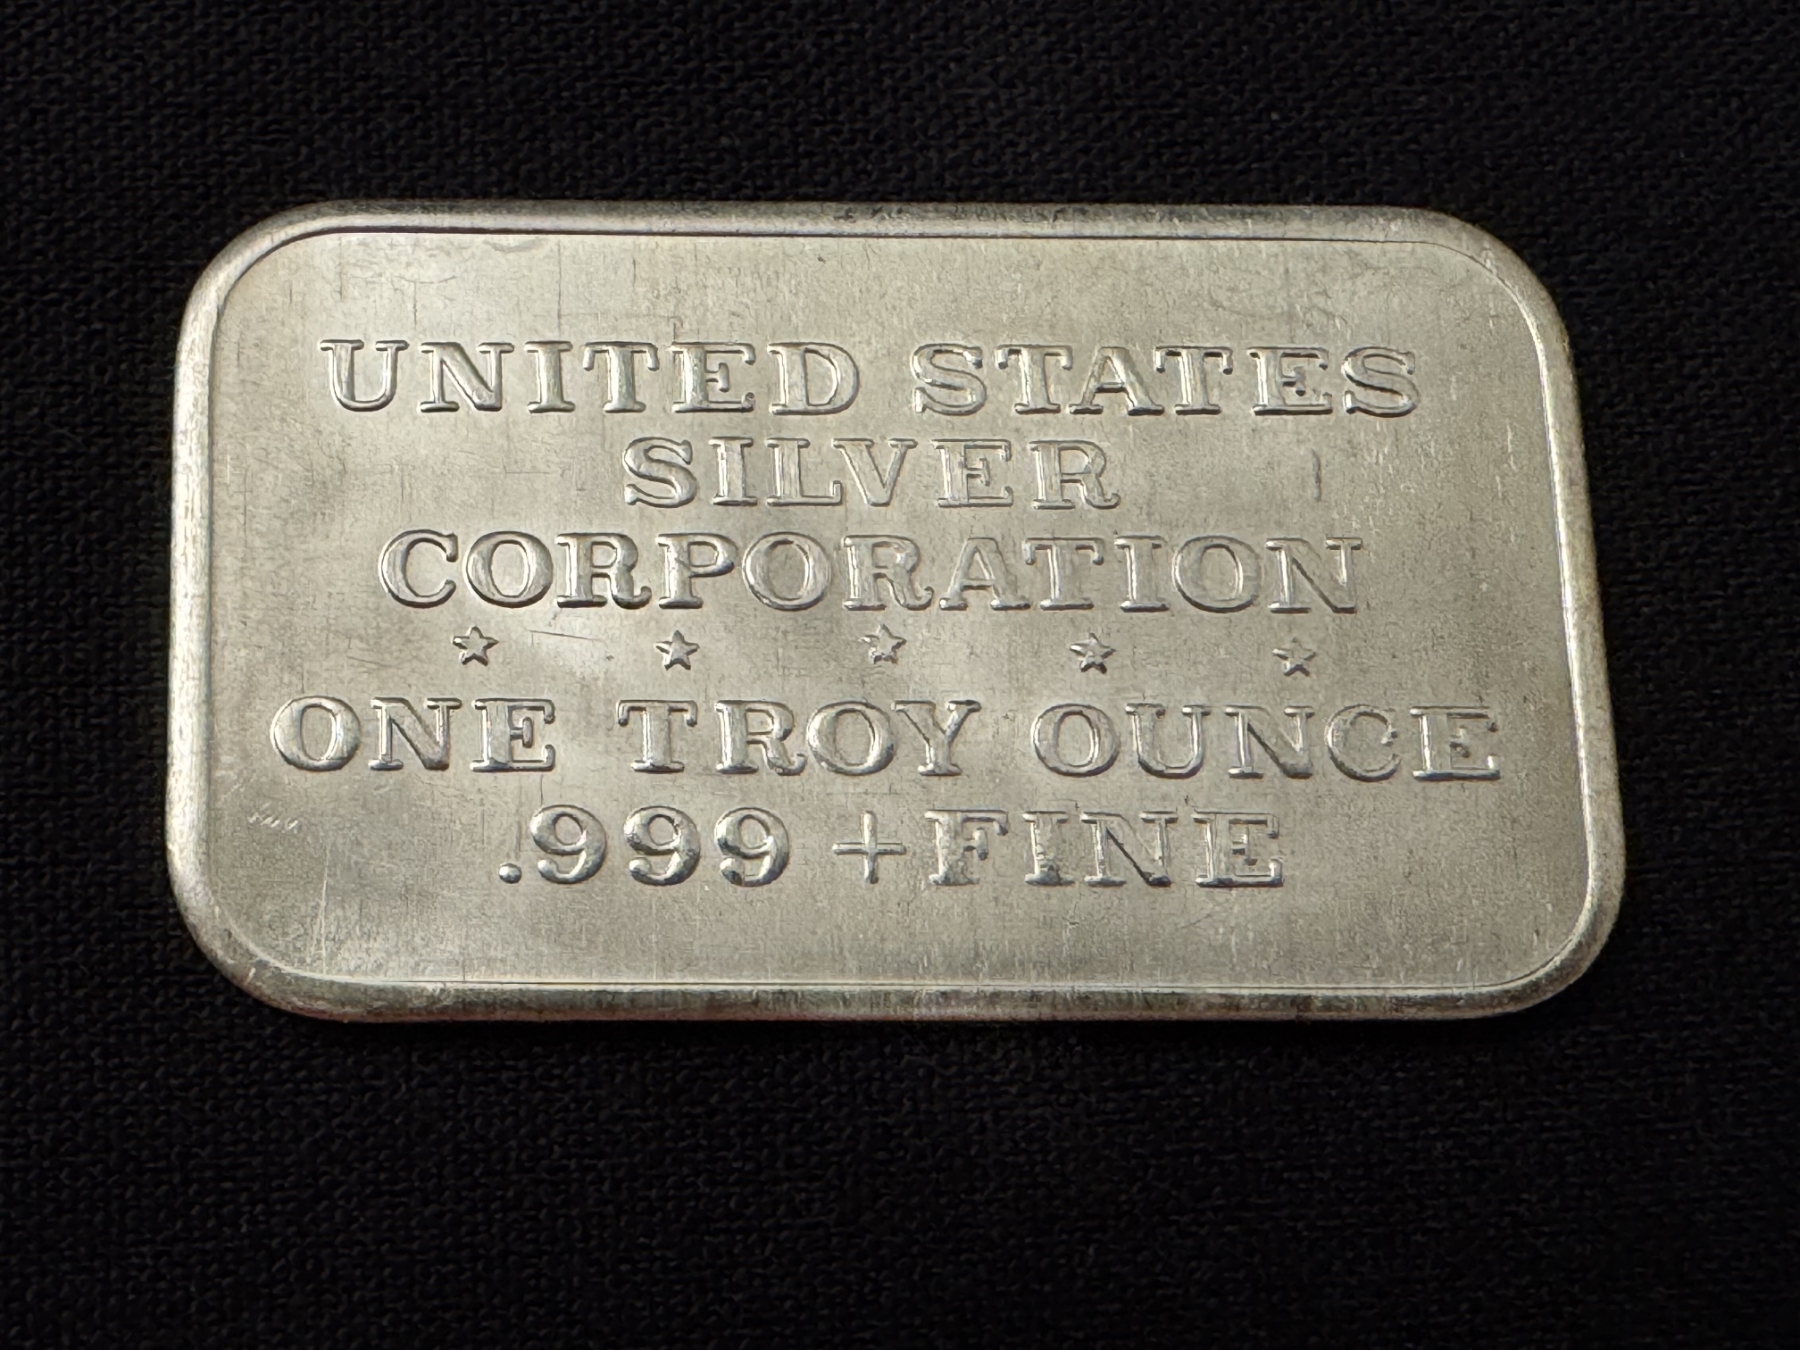 UNITED STATES
SILVER
CORPORATION
★ ★ ★ ★ ★
ONE TROY OUNCE
.999 + FINE